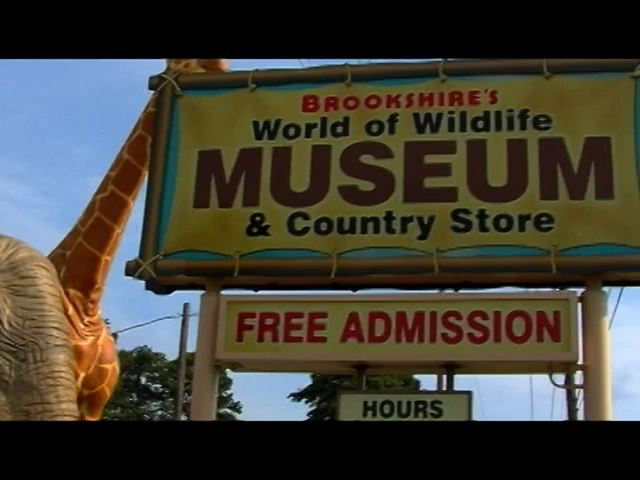 BROOKSHIRE'S
World of Wildlife
MUSEUM
& Country Store
FREE ADMISSION
HOURS